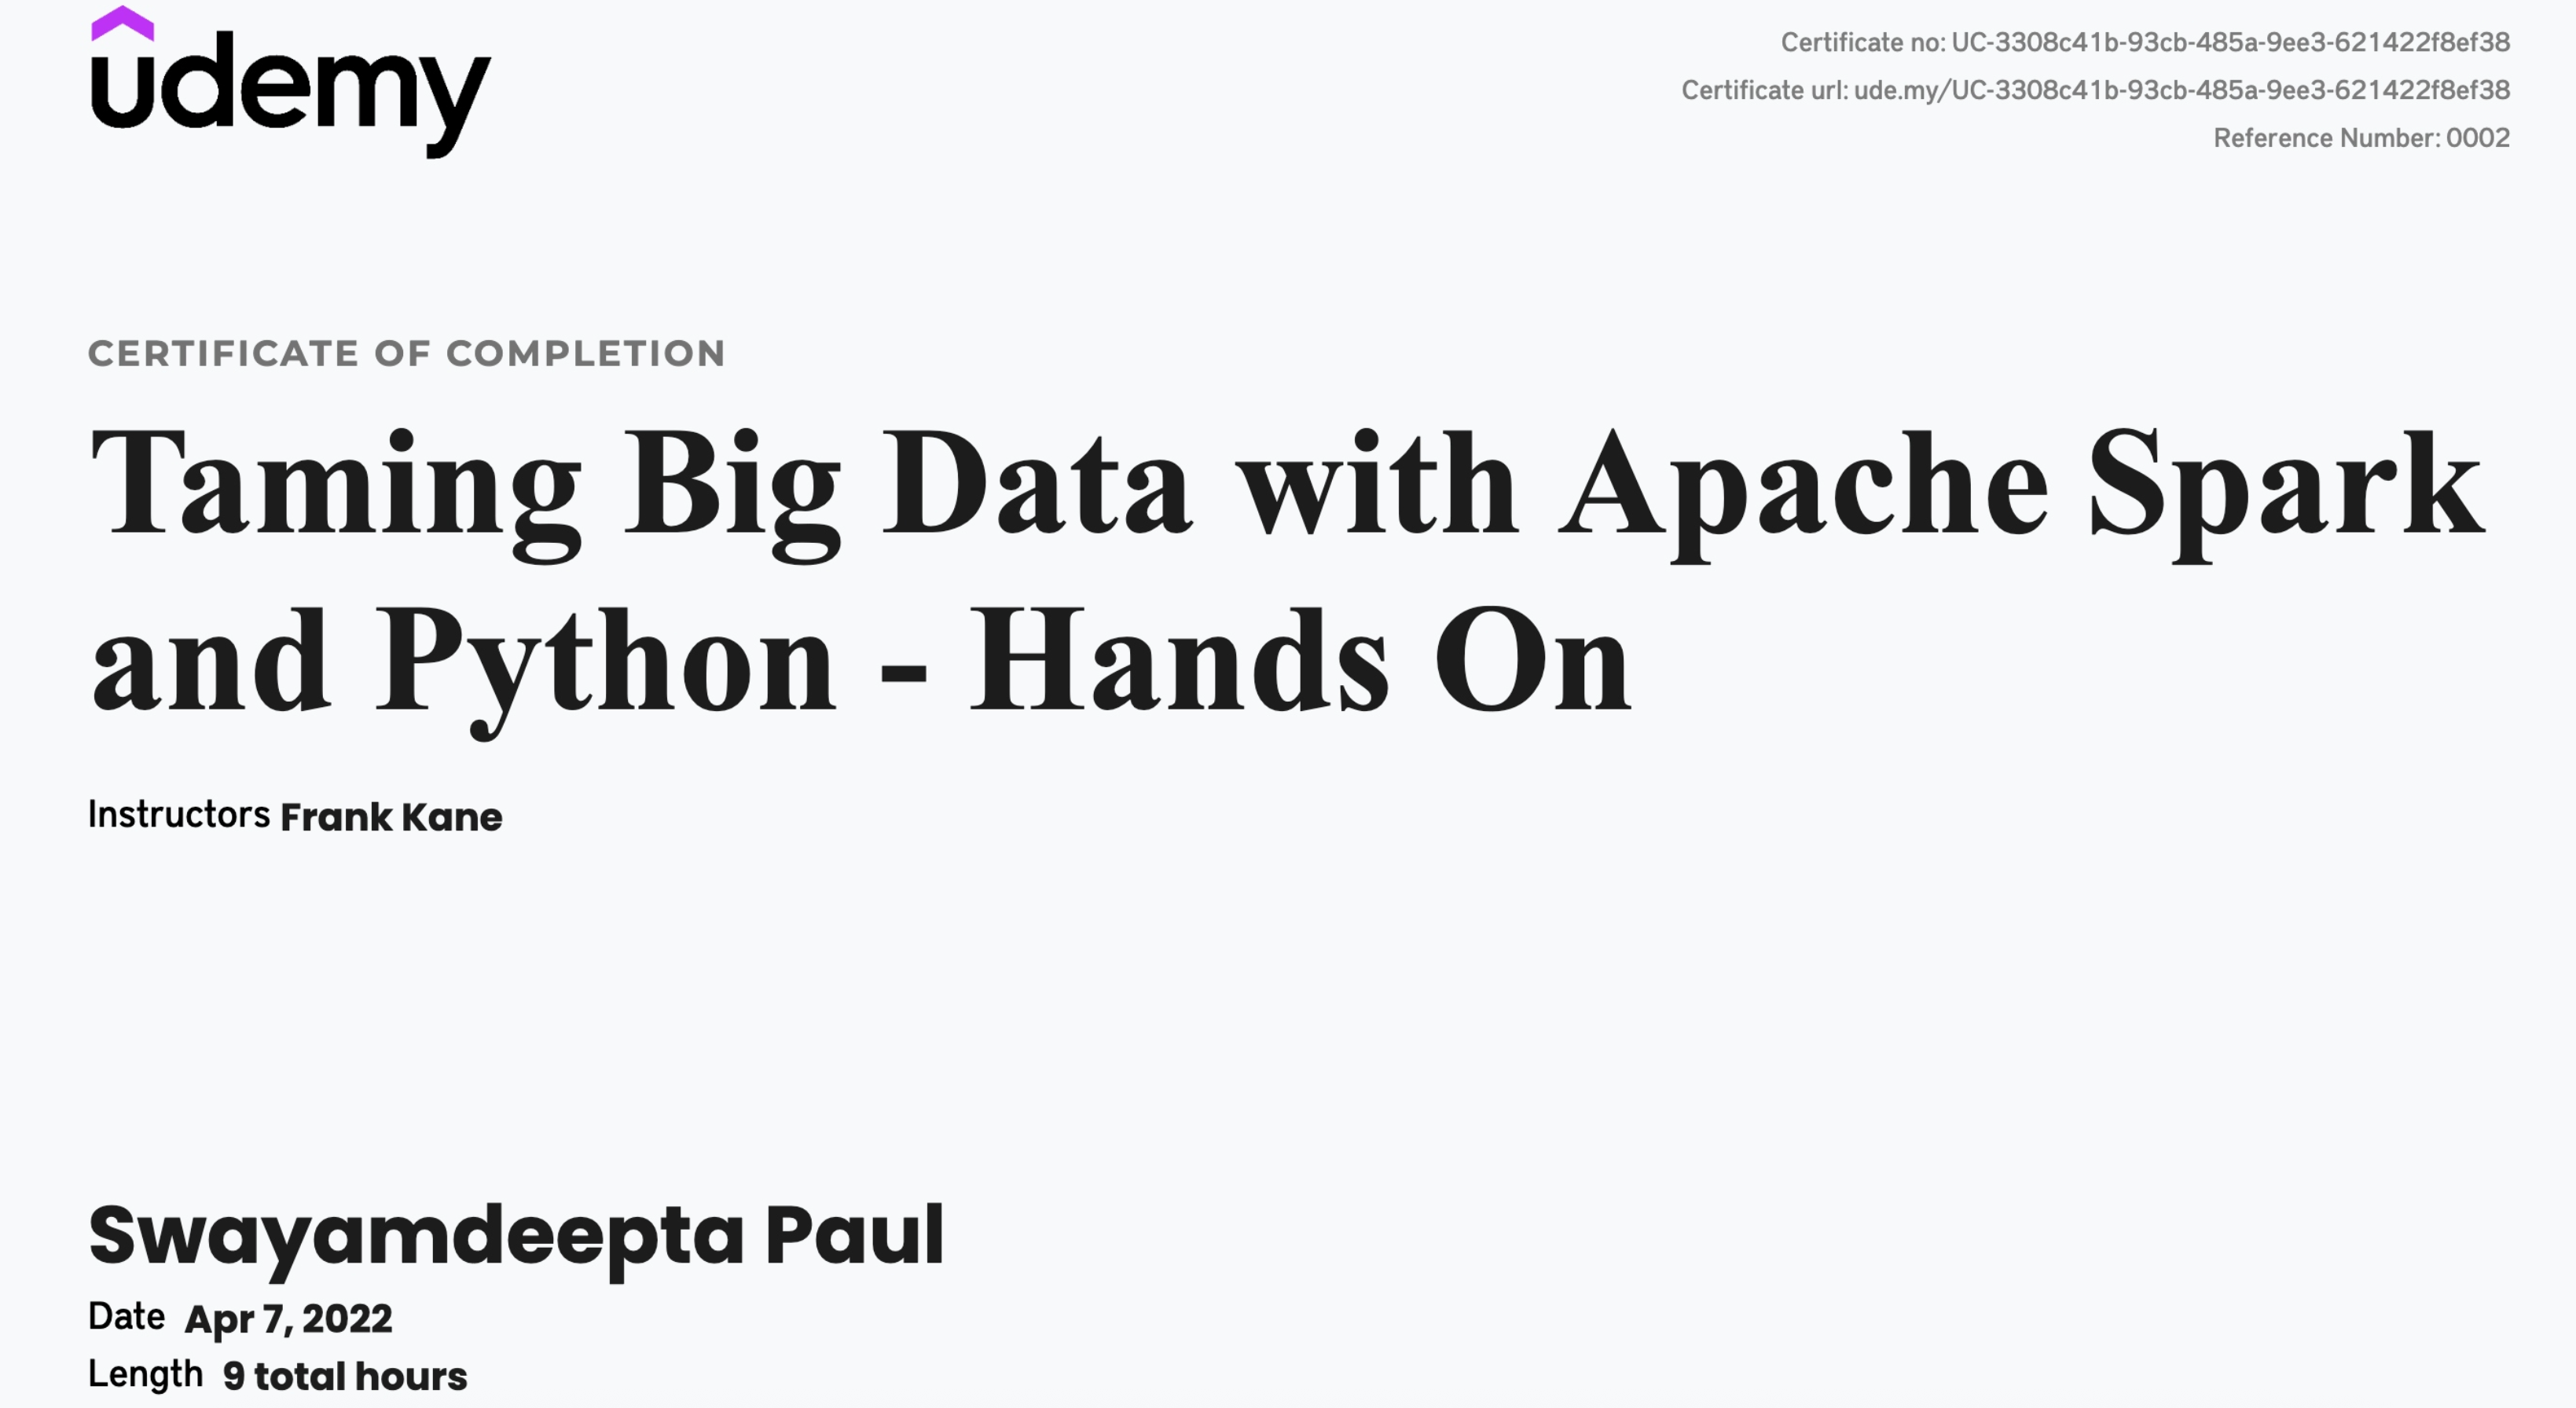 udemy
Certificate no: UC-3308c41b-93cb-485a-9ee3-621422f8ef38
Certificate url: ude.my/UC-3308c41b-93cb-485a-9ee3-621422f8ef38
Reference Number: 0002
CERTIFICATE OF COMPLETION
Taming Big Data with Apache Spark
and Python - Hands On
Instructors Frank Kane
Swayamdeepta Paul
Date Apr 7, 2022
Length 9 total hours